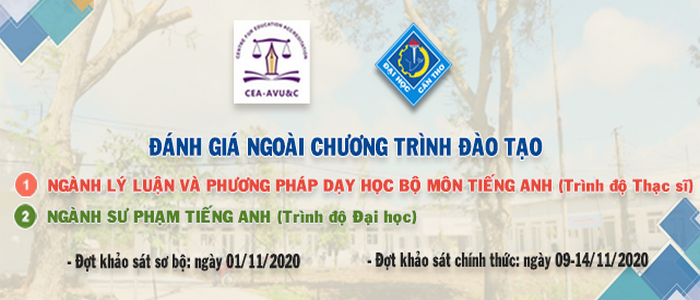 CENTRE FOR EDUCATION ACCREDITATION
CEA-AVU&C
ĐẠI HỌC
CẦN THƠ
ĐÁNH GIÁ NGOÀI CHƯƠNG TRÌNH ĐÀO TẠO
1 NGÀNH LÝ LUẬN VÀ PHƯƠNG PHÁP DẠY HỌC BỘ MÔN TIẾNG ANH (Trình độ Thạc sĩ)
2 NGÀNH SƯ PHẠM TIẾNG ANH (Trình độ Đại học)
- Đợt khảo sát sơ bộ: ngày 01/11/2020
- Đợt khảo sát chính thức: ngày 09-14/11/2020